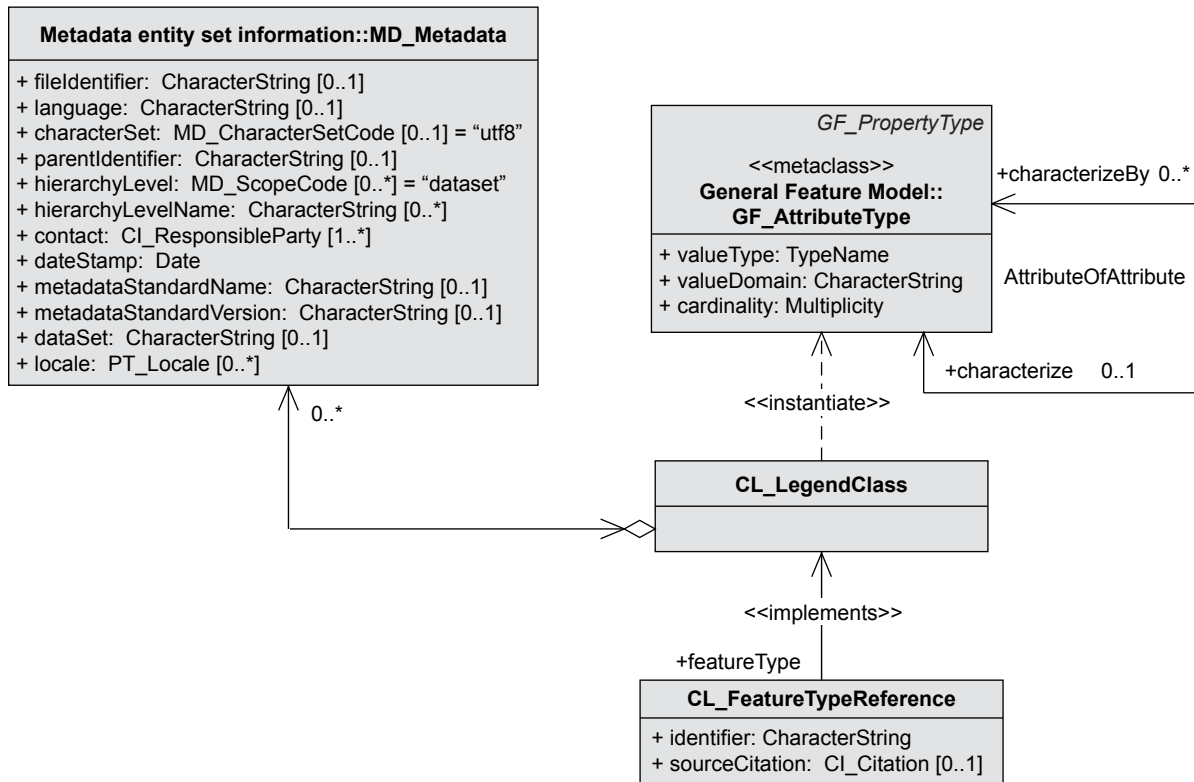 Metadata entity set information::MD_Metadata
+ fileIdentifier: CharacterString [0..1]
+ language: CharacterString [0..1]
+ characterSet: MD_CharacterSetCode [0..1] = “utf8”
+ parentIdentifier: CharacterString [0..1]
+ hierarchyLevel: MD_ScopeCode [0..*] = “dataset”
+ hierarchyLevelName: CharacterString [0..*]
+ contact: CI_ResponsibleParty [1..*]
+ dateStamp: Date
+ metadataStandardName: CharacterString [0..1]
+ metadataStandardVersion: CharacterString [0..1]
+ dataSet: CharacterString [0..1]
+ locale: PT_Locale [0..*]
0..*
GF_PropertyType
<<metaclass>>
General Feature Model::
GF_AttributeType
+ valueType: TypeName
+ valueDomain: CharacterString
+ cardinality: Multiplicity
+characterizeBy 0..*
AttributeOfAttribute
+characterize 0..1
<<instantiate>>
CL_LegendClass
<<implements>>
+featureType
CL_FeatureTypeReference
+ identifier: CharacterString
+ sourceCitation: CI_Citation [0..1]